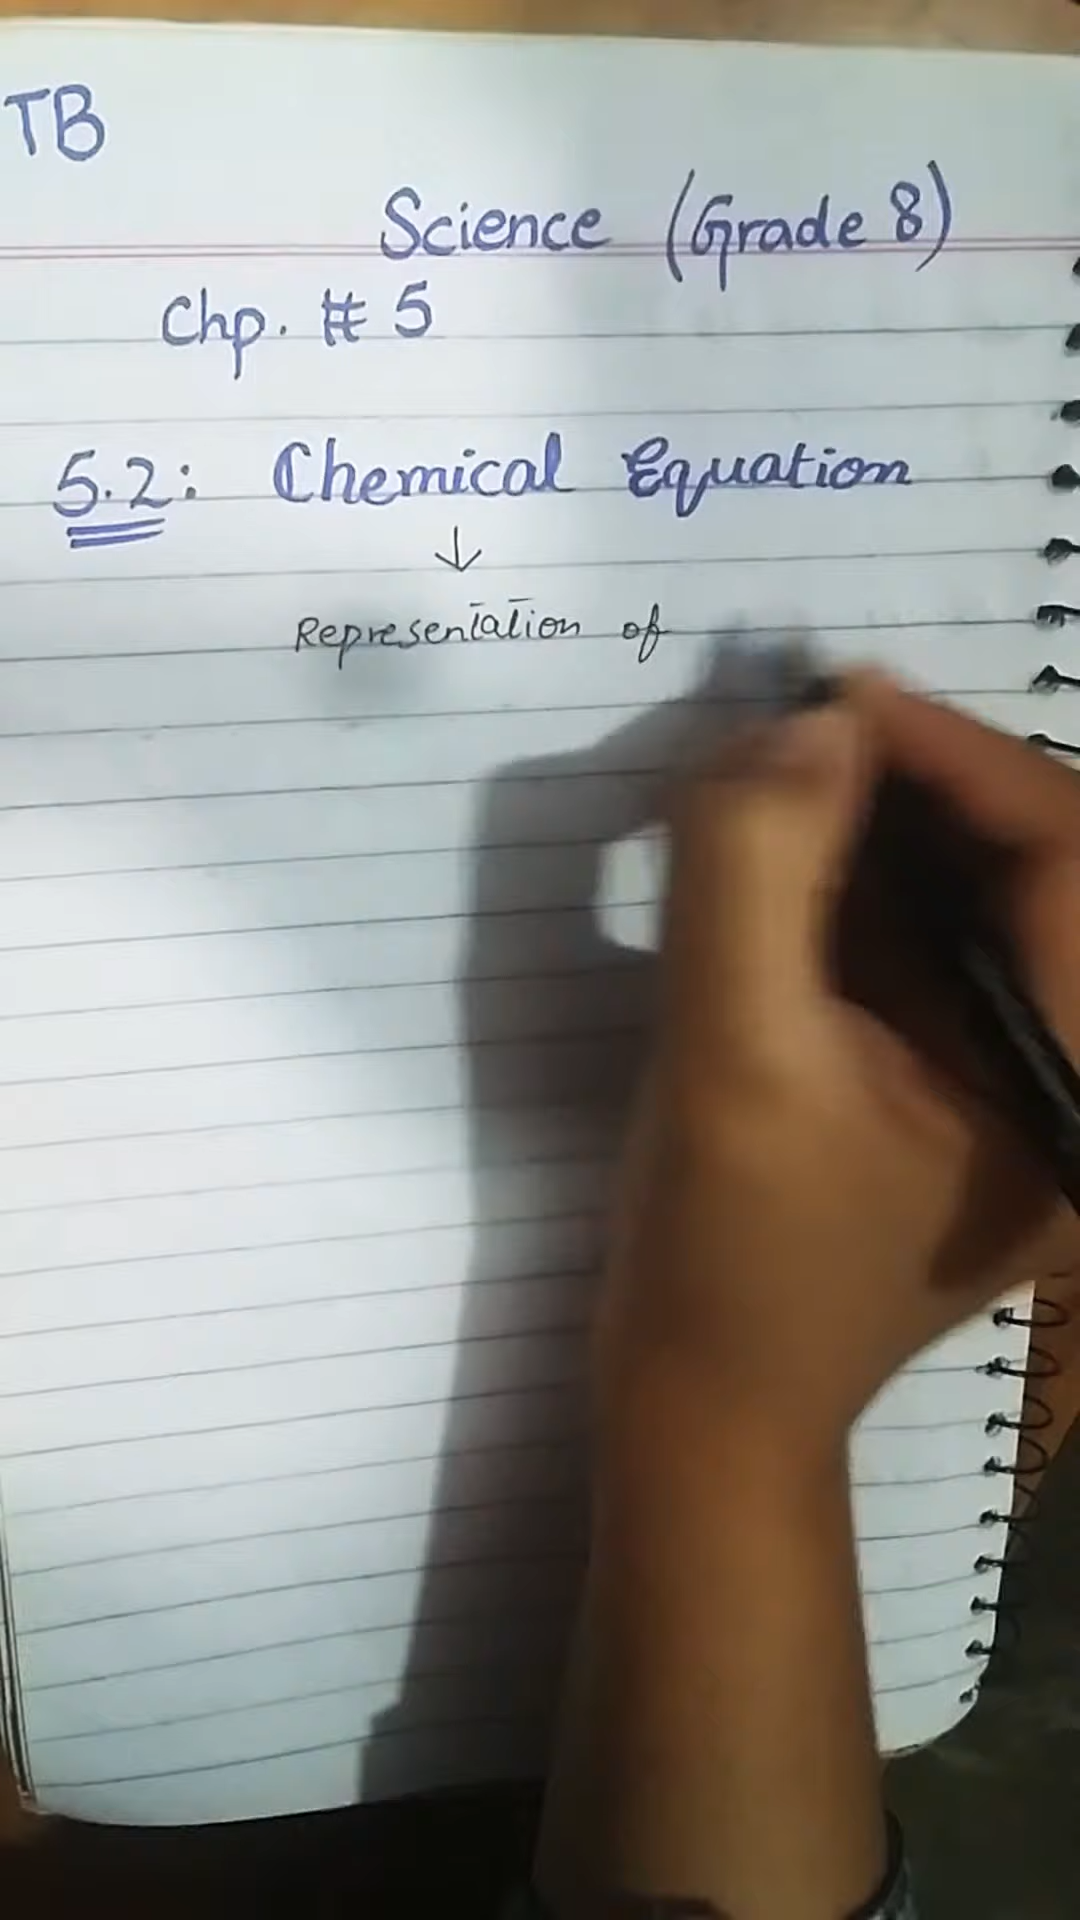 TB
Science (Grade 8)
Chp. # 5
5.2: Chemical Equation
↓
Representation of